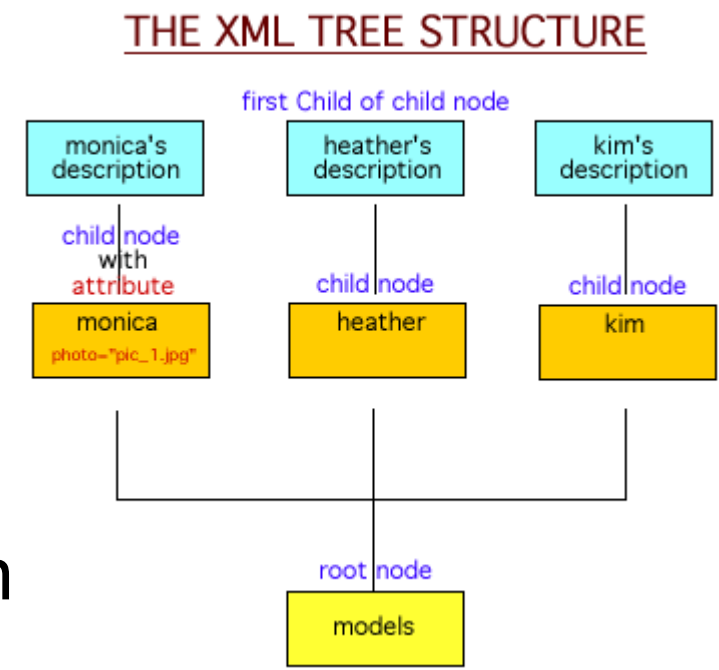 THE XML TREE STRUCTURE
first Child of child node
monica's
description
heather's
description
kim's
description
child node
with
attribute
child node
child node
monica
photo="pic_1.jpg"
heather
kim
n
root node
models